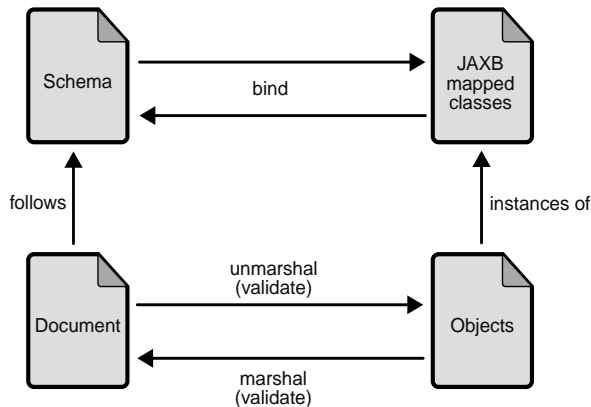 Schema
bind
JAXB
mapped
classes
follows
instances of
Document
unmarshal
(validate)
Objects
marshal
(validate)